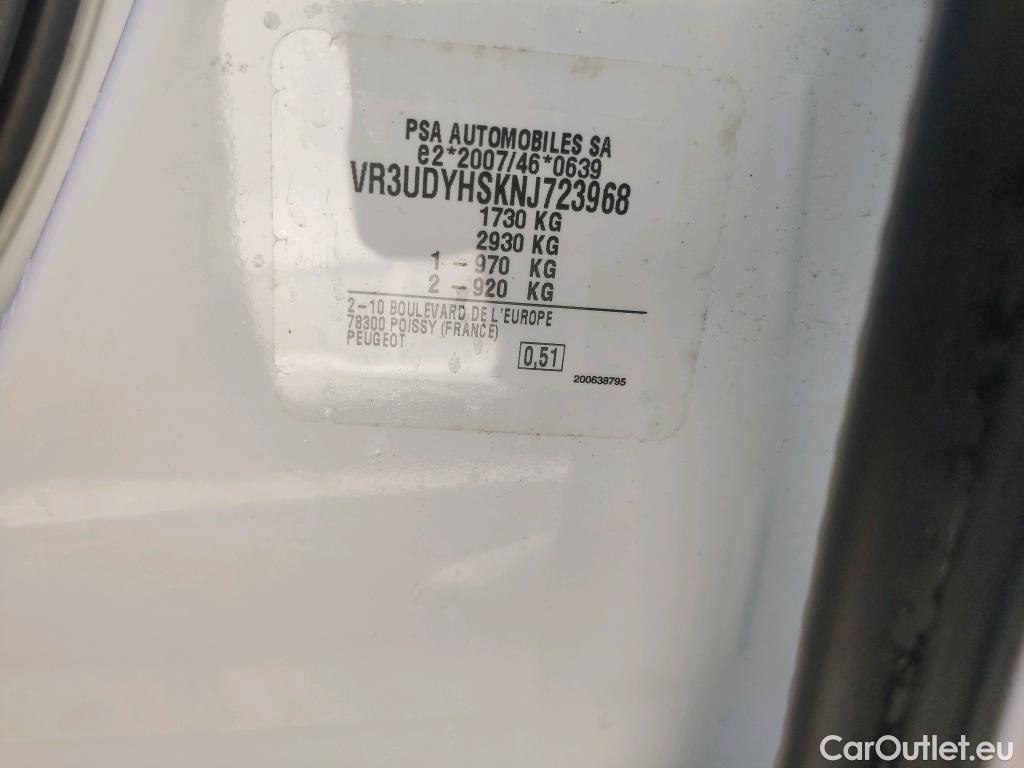 PSA AUTOMOBILES SA
e2*2007/46*0639
VR3UDYHSKNJ723968
1730 KG
2930 KG
1 – 970 KG
2 – 920 KG
2–10 BOULEVARD DE L'EUROPE
78300 POISSY (FRANCE)
PEUGEOT
0,51
200638795
CarOutlet.eu